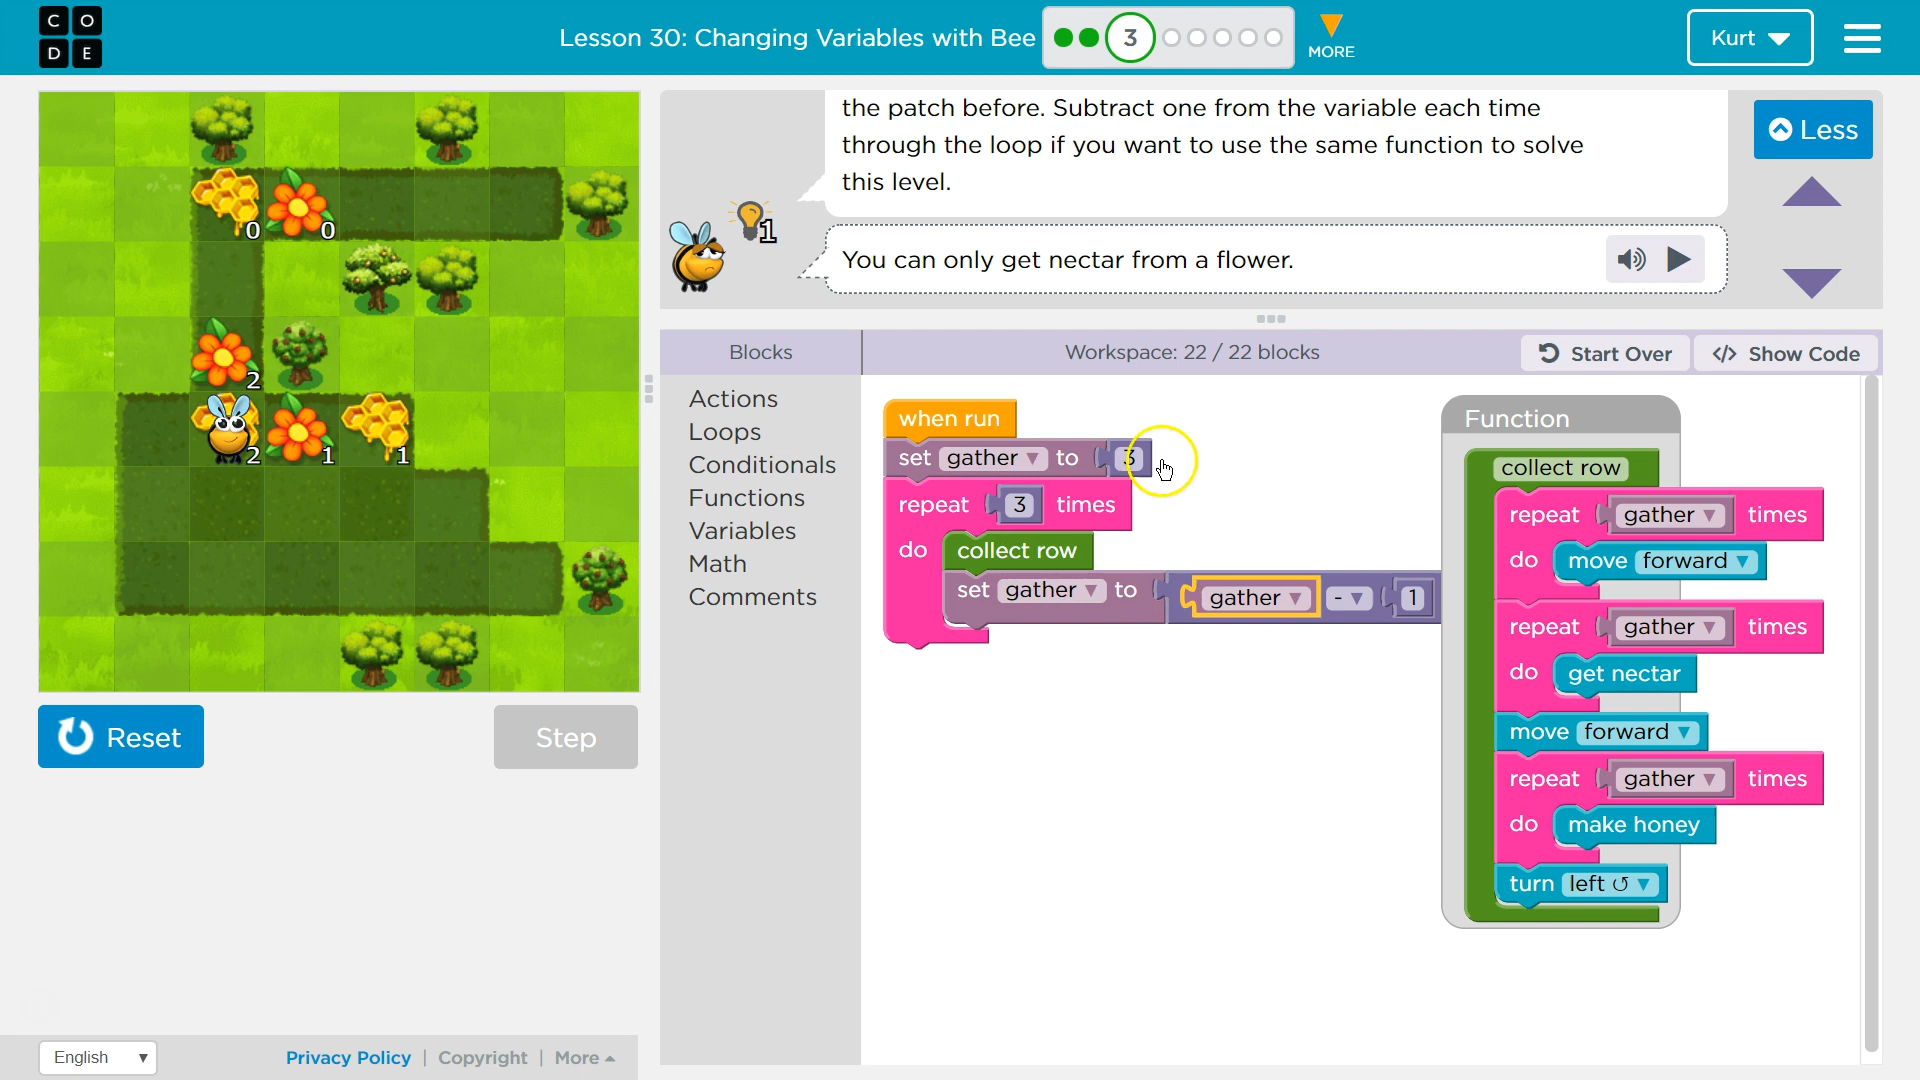 C O
D E
Lesson 30: Changing Variables with Bee
3
MORE
Kurt
the patch before. Subtract one from the variable each time
through the loop if you want to use the same function to solve
this level.
Less
1
You can only get nectar from a flower.
0
0
2
2
1
1
Blocks
Workspace: 22 / 22 blocks
Start Over
</> Show Code
Actions
Loops
Conditionals
Functions
Variables
Math
Comments
when run
set gather to 3
repeat 3 times
do collect row
set gather to gather - 1
Function
collect row
repeat gather times
do move forward
repeat gather times
do get nectar
move forward
repeat gather times
do make honey
turn left ↺
Reset
Step
English
Privacy Policy | Copyright | More